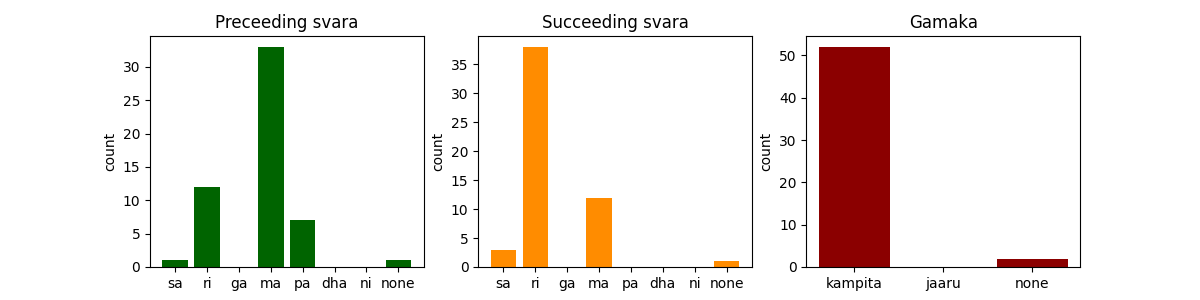 Preceeding svara
count
30
25
20
15
10
5
0
sa ri ga ma pa dha ni none
Succeeding svara
count
35
30
25
20
15
10
5
0
sa ri ga ma pa dha ni none
Gamaka
count
50
40
30
20
10
0
kampita jaaru none